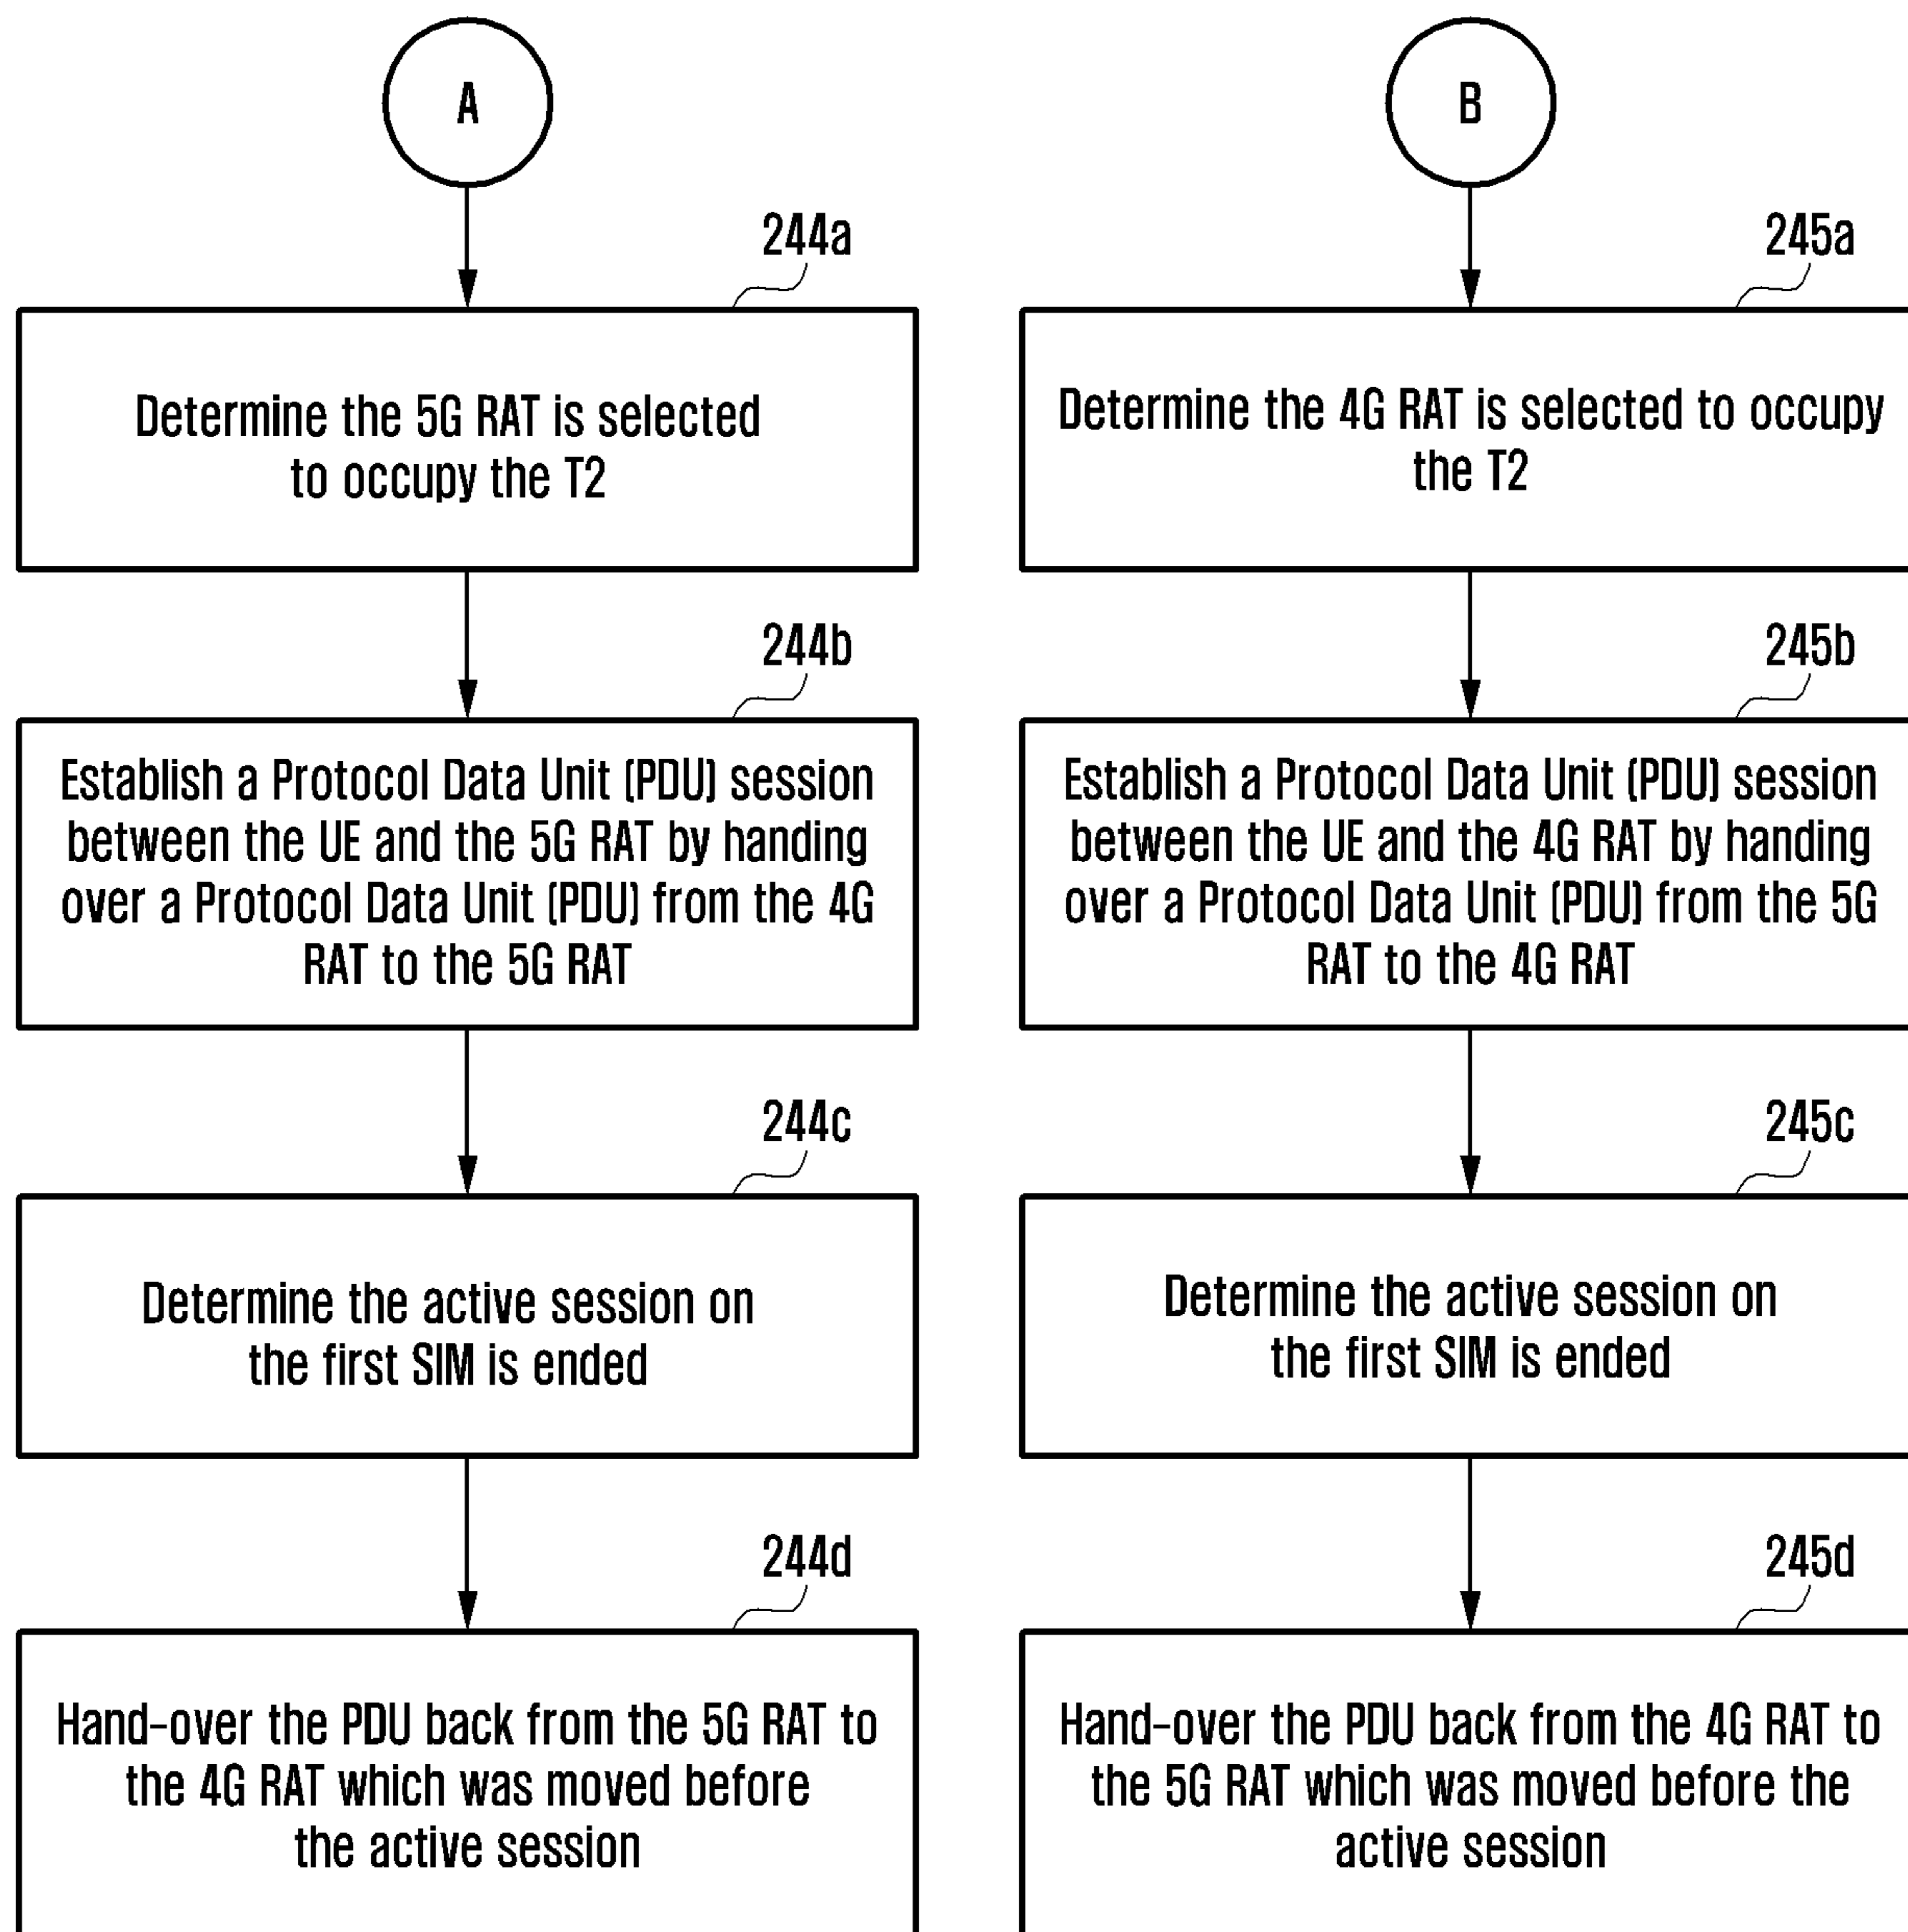 A
244a
Determine the 5G RAT is selected
to occupy the T2
244b
Establish a Protocol Data Unit (PDU) session
between the UE and the 5G RAT by handing
over a Protocol Data Unit (PDU) from the 4G
RAT to the 5G RAT
244c
Determine the active session on
the first SIM is ended
244d
Hand-over the PDU back from the 5G RAT to
the 4G RAT which was moved before
the active session
B
245a
Determine the 4G RAT is selected to occupy
the T2
245b
Establish a Protocol Data Unit (PDU) session
between the UE and the 4G RAT by handing
over a Protocol Data Unit (PDU) from the 5G
RAT to the 4G RAT
245c
Determine the active session on
the first SIM is ended
245d
Hand-over the PDU back from the 4G RAT to
the 5G RAT which was moved before the
active session